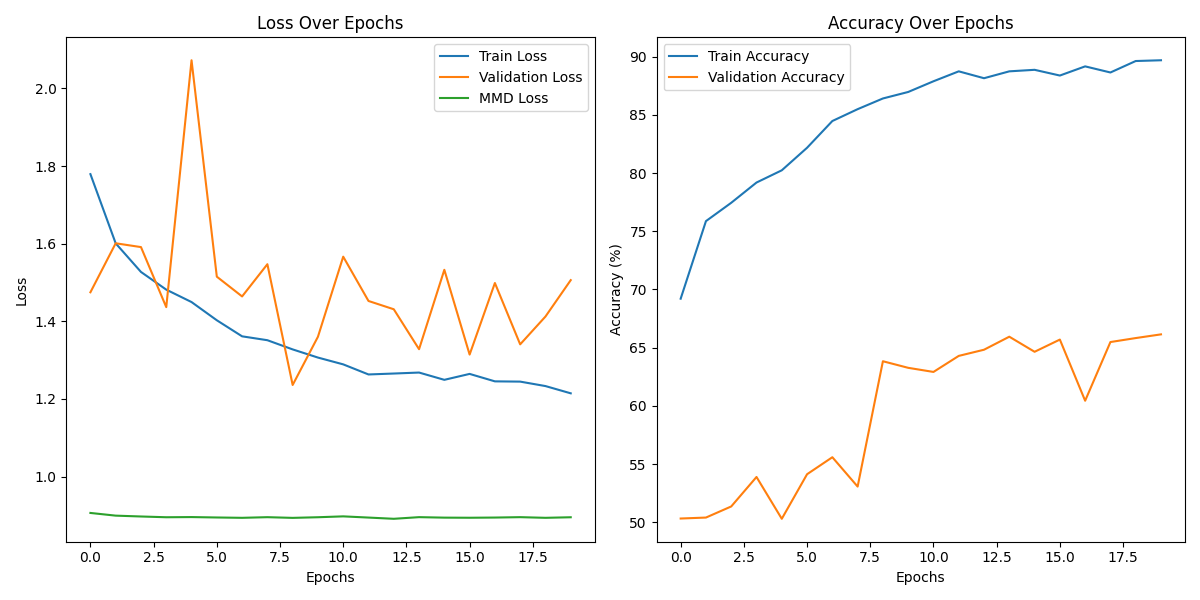 Loss Over Epochs
Train Loss
Validation Loss
MMD Loss
2.0
1.8
1.6
1.4
1.2
1.0
Loss
0.0 2.5 5.0 7.5 10.0 12.5 15.0 17.5
Epochs
Accuracy Over Epochs
Train Accuracy
Validation Accuracy
90
85
80
75
70
65
60
55
50
Accuracy (%)
0.0 2.5 5.0 7.5 10.0 12.5 15.0 17.5
Epochs